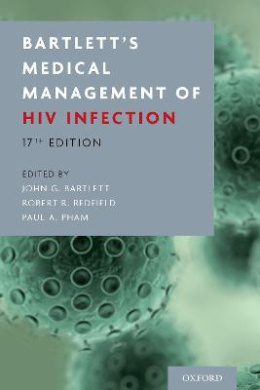 BARTLETT'S
MEDICAL
MANAGEMENT OF
HIV INFECTION
17TH EDITION
EDITED BY
JOHN G. BARTLETT
ROBERT R. REDFIELD
PAUL A. PHAM
OXFORD